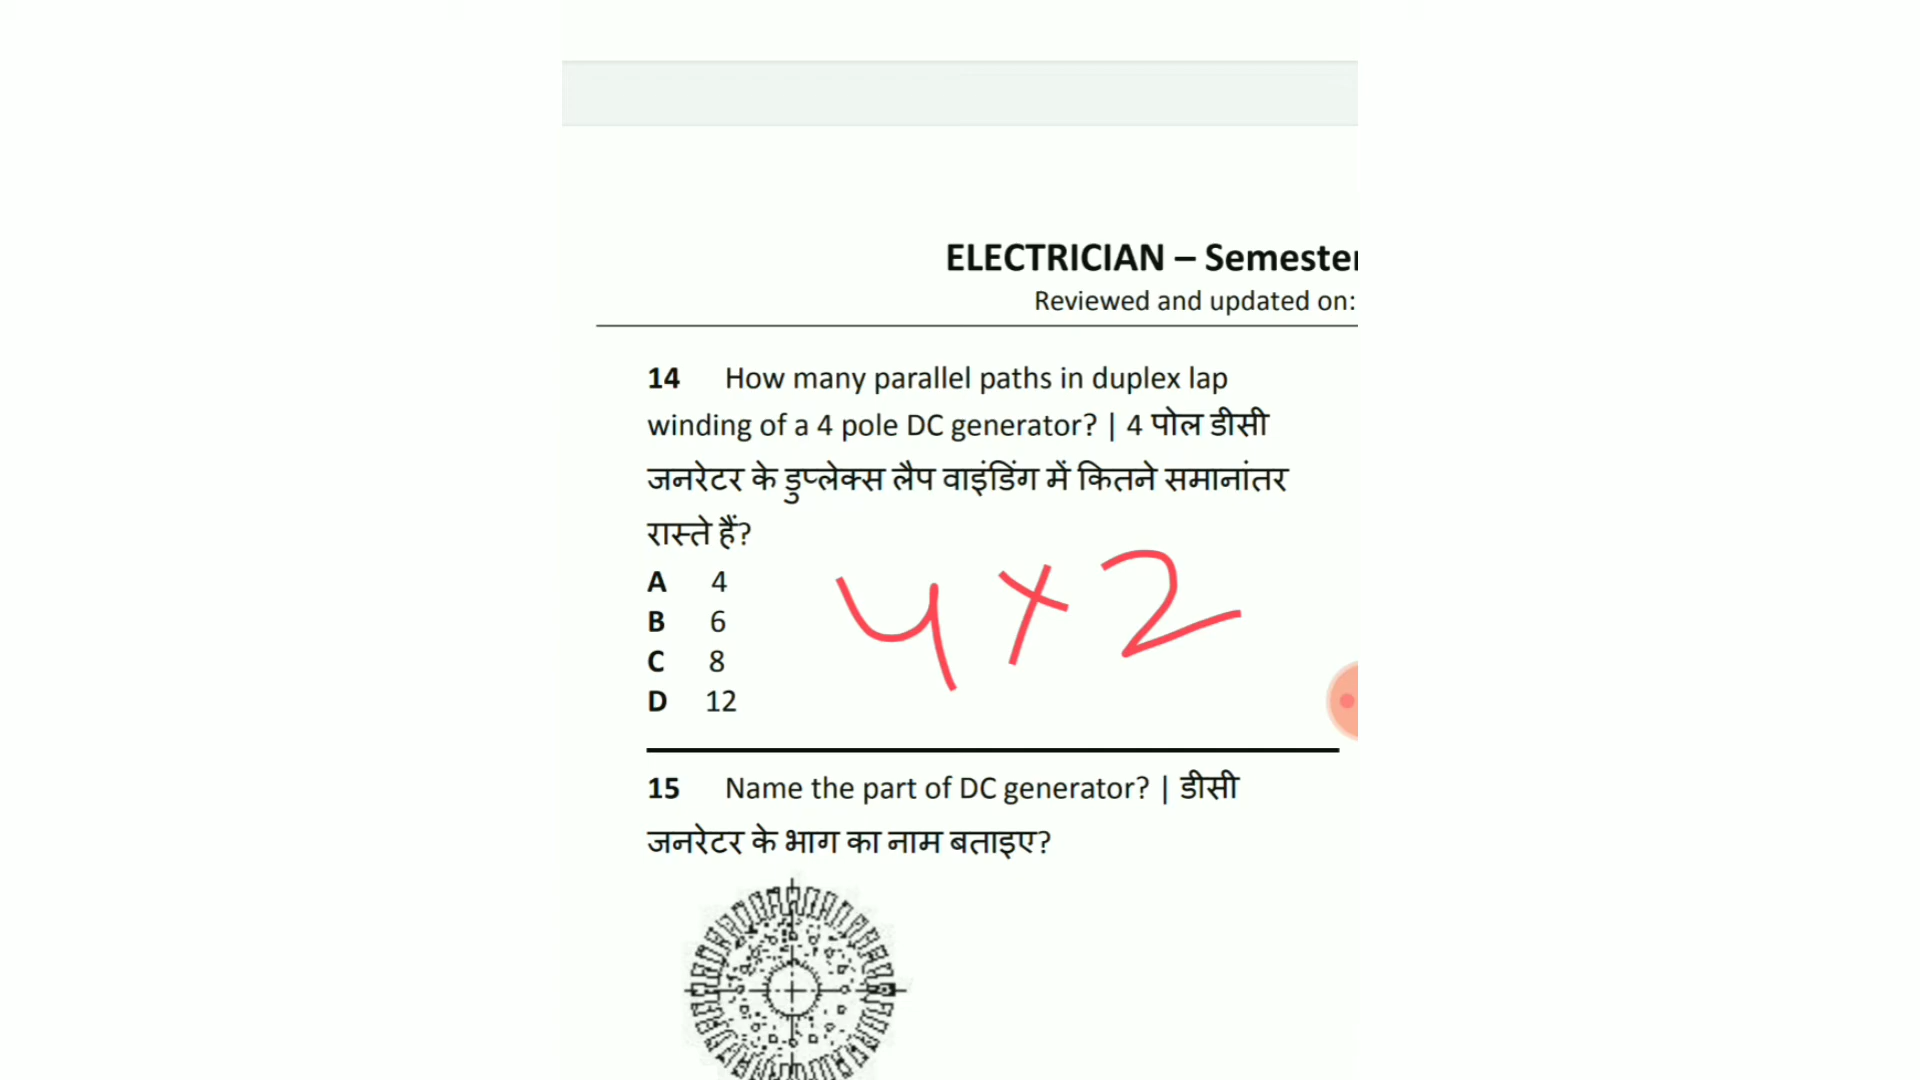 ELECTRICIAN – Semester
Reviewed and updated on:
14 How many parallel paths in duplex lap
winding of a 4 pole DC generator? | 4 पोल डीसी
जनरेटर के डुप्लेक्स लैप वाइंडिंग में कितने समानांतर
रास्ते हैं?
A 4
B 6
C 8
D 12
4 x 2
15 Name the part of DC generator? | डीसी
जनरेटर के भाग का नाम बताइए?